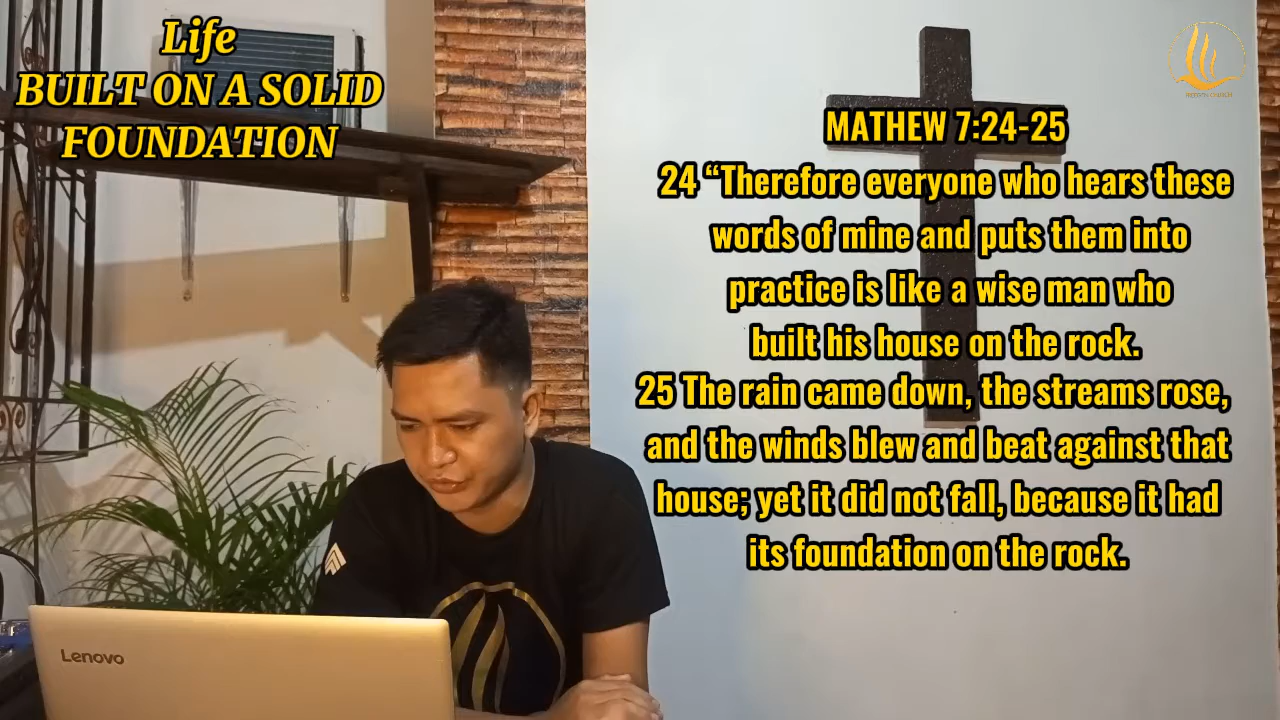 Life
BUILT ON A SOLID
FOUNDATION
MATHEW 7:24-25
24 “Therefore everyone who hears these
words of mine and puts them into
practice is like a wise man who
built his house on the rock.
25 The rain came down, the streams rose,
and the winds blew and beat against that
house; yet it did not fall, because it had
its foundation on the rock.
Lenovo